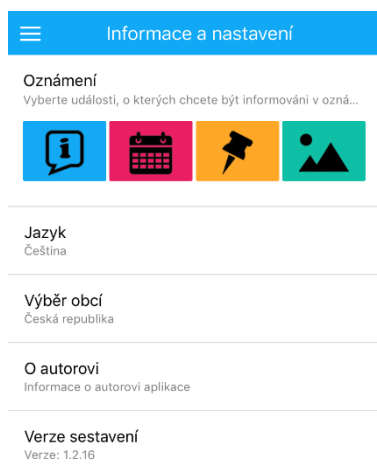 Informace a nastavení
Oznámení
Vyberte události, o kterých chcete být informováni v ozná...
Jazyk
Čeština
Výběr obcí
Česká republika
O autorovi
Informace o autorovi aplikace
Verze sestavení
Verze: 1.2.16